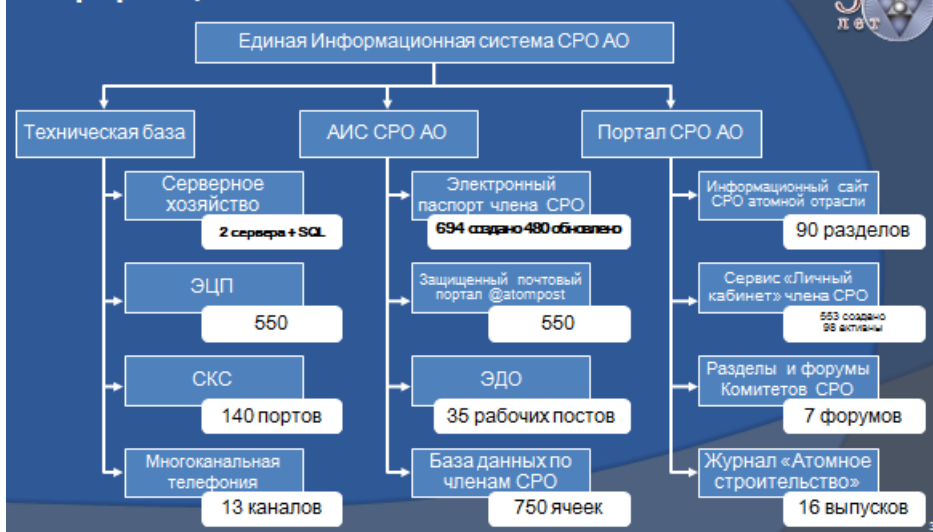 лет
Единая Информационная система СРО АО
Техническая база
АИС СРО АО
Портал СРО АО
Серверное
хозяйство
2 сервера + SQL
ЭЦП
550
СКС
140 портов
Многоканальная
телефония
13 каналов
Электронный
паспорт члена СРО
694 создано 480 обновлено
Защищенный почтовый
портал @atompost
550
ЭДО
35 рабочих постов
База данных по
членам СРО
750 ячеек
Информационный сайт
СРО атомной отрасли
90 разделов
Сервис «Личный
кабинет» члена СРО
553 создано
98 активны
Разделы и форумы
Комитетов СРО
7 форумов
Журнал «Атомное
строительство»
16 выпусков